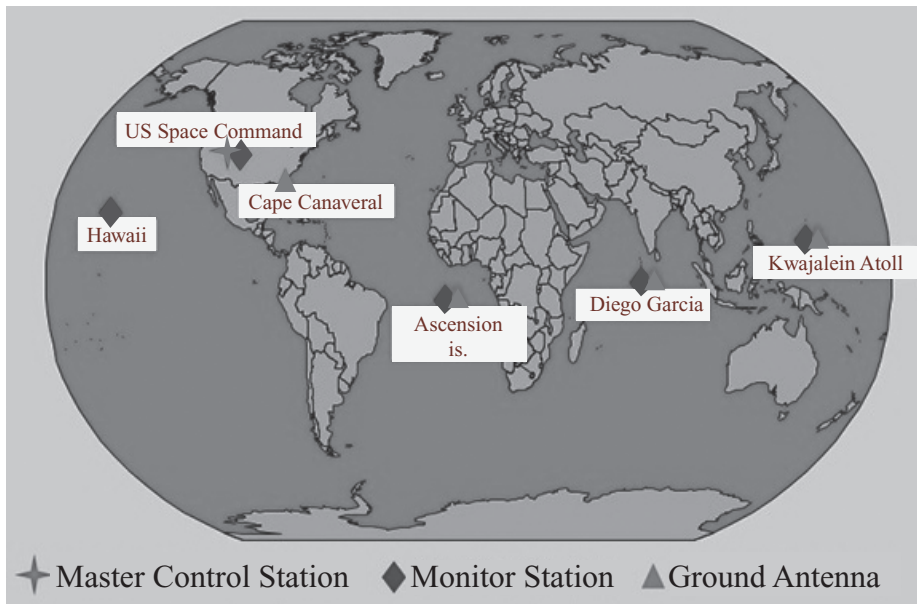 US Space Command
Cape Canaveral
Hawaii
Kwajalein Atoll
Diego Garcia
Ascension
is.
Master Control Station
Monitor Station
Ground Antenna